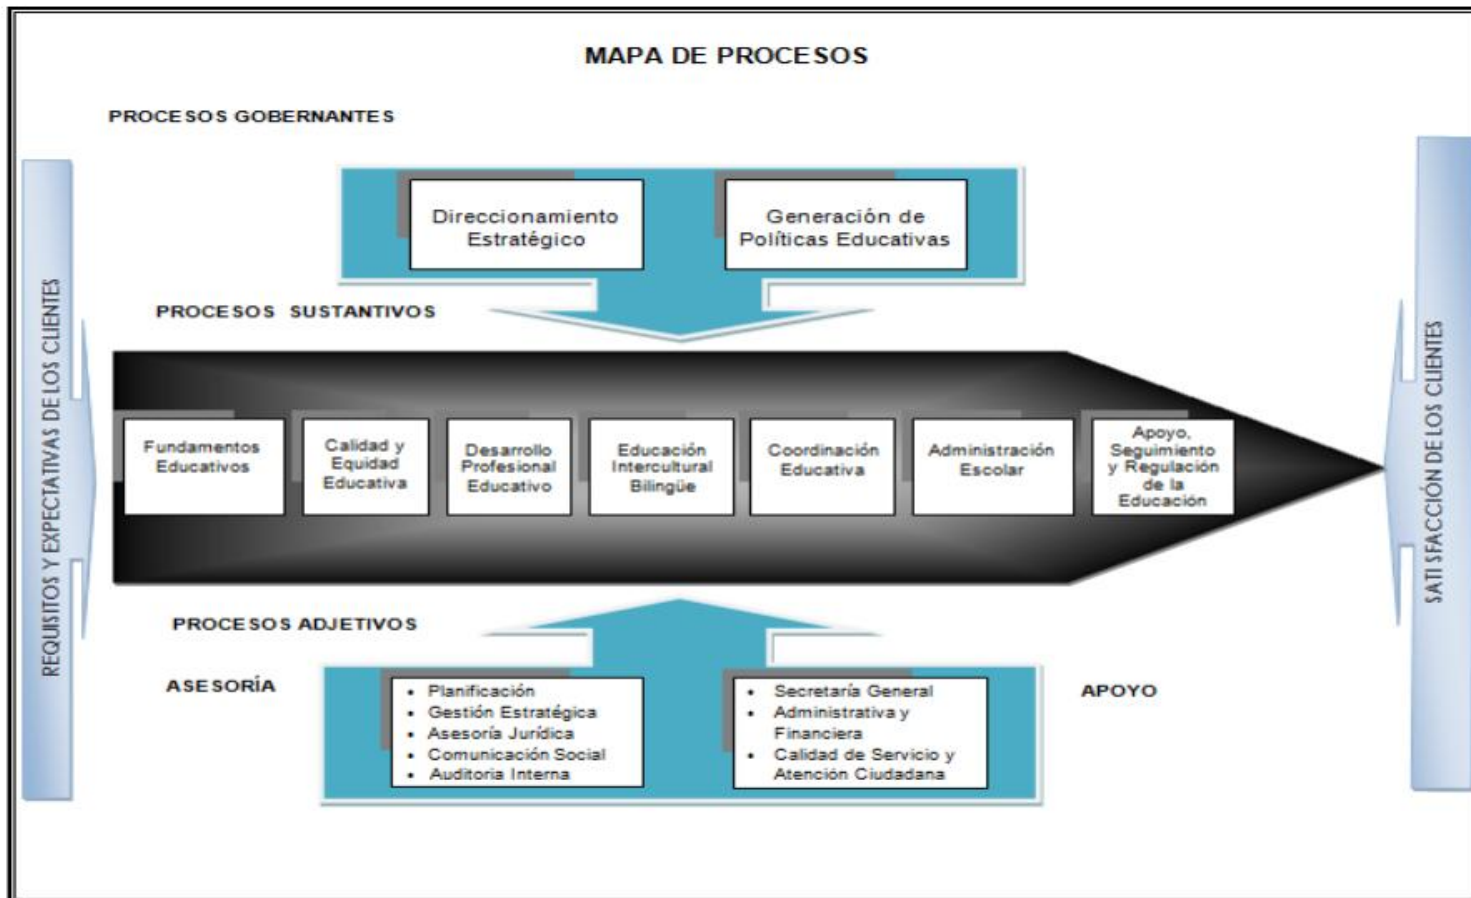 MAPA DE PROCESOS
PROCESOS GOBERNANTES
Direccionamiento
Estratégico
Generación de
Políticas Educativas
PROCESOS SUSTANTIVOS
REQUISITOS Y EXPECTATIVAS DE LOS CLIENTES
Fundamentos
Educativos
Calidad y
Equidad
Educativa
Desarrollo
Profesional
Educativo
Educación
Intercultural
Bilingüe
Coordinación
Educativa
Administración
Escolar
Apoyo,
Seguimiento
y Regulación
de la
Educación
SATISFACCIÓN DE LOS CLIENTES
PROCESOS ADJETIVOS
ASESORÍA
• Planificación
• Gestión Estratégica
• Asesoría Jurídica
• Comunicación Social
• Auditoria Interna
• Secretaría General
• Administrativa y
Financiera
• Calidad de Servicio y
Atención Ciudadana
APOYO